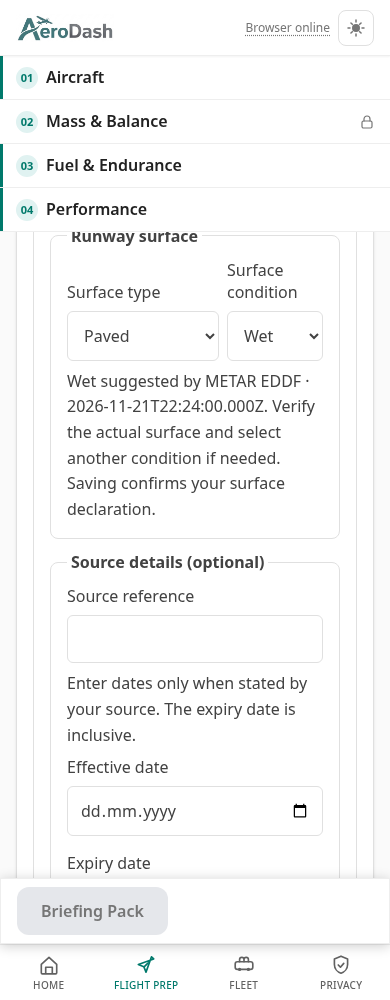 AeroDash
Browser online
01 Aircraft
02 Mass & Balance
03 Fuel & Endurance
04 Performance
Runway surface
Surface type
Surface
condition
Paved
Wet
Wet suggested by METAR EDDF ·
2026-11-21T22:24:00.000Z. Verify
the actual surface and select
another condition if needed.
Saving confirms your surface
declaration.
Source details (optional)
Source reference
Enter dates only when stated by
your source. The expiry date is
inclusive.
Effective date
dd.mm.yyyy
Expiry date
Briefing Pack
HOME
FLIGHT PREP
FLEET
PRIVACY